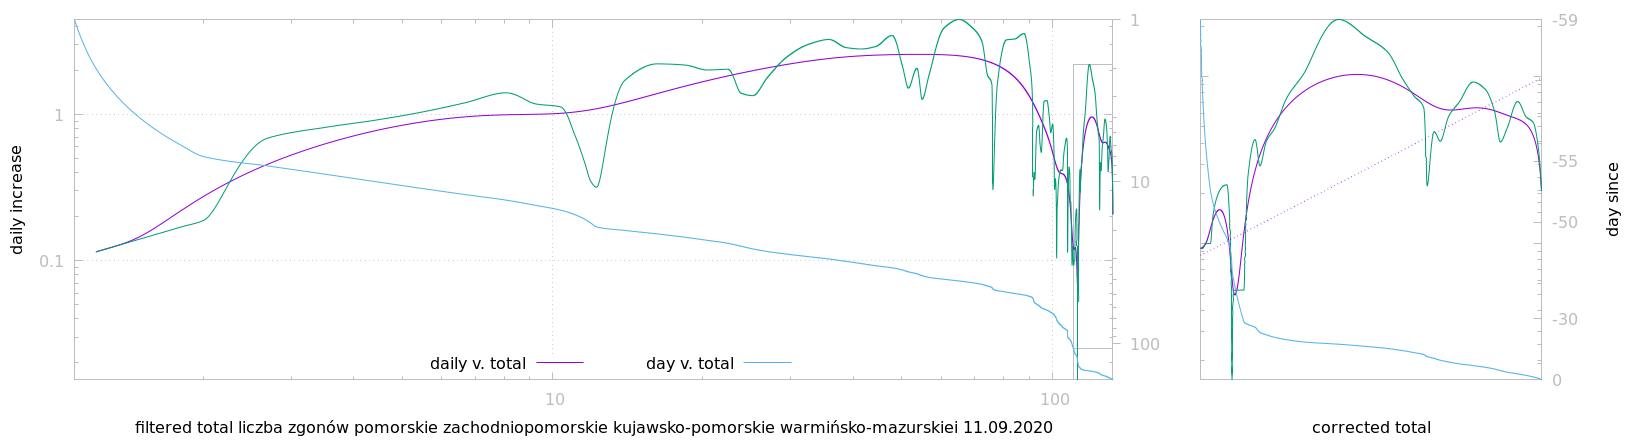 daily increase
1
0.1
10
100
1
10
100
daily v. total
day v. total
filtered total liczba zgonów pomorskie zachodniopomorskie kujawsko-pomorskie warmińsko-mazurskiei 11.09.2020
-59
-55
-50
-30
0
day since
corrected total